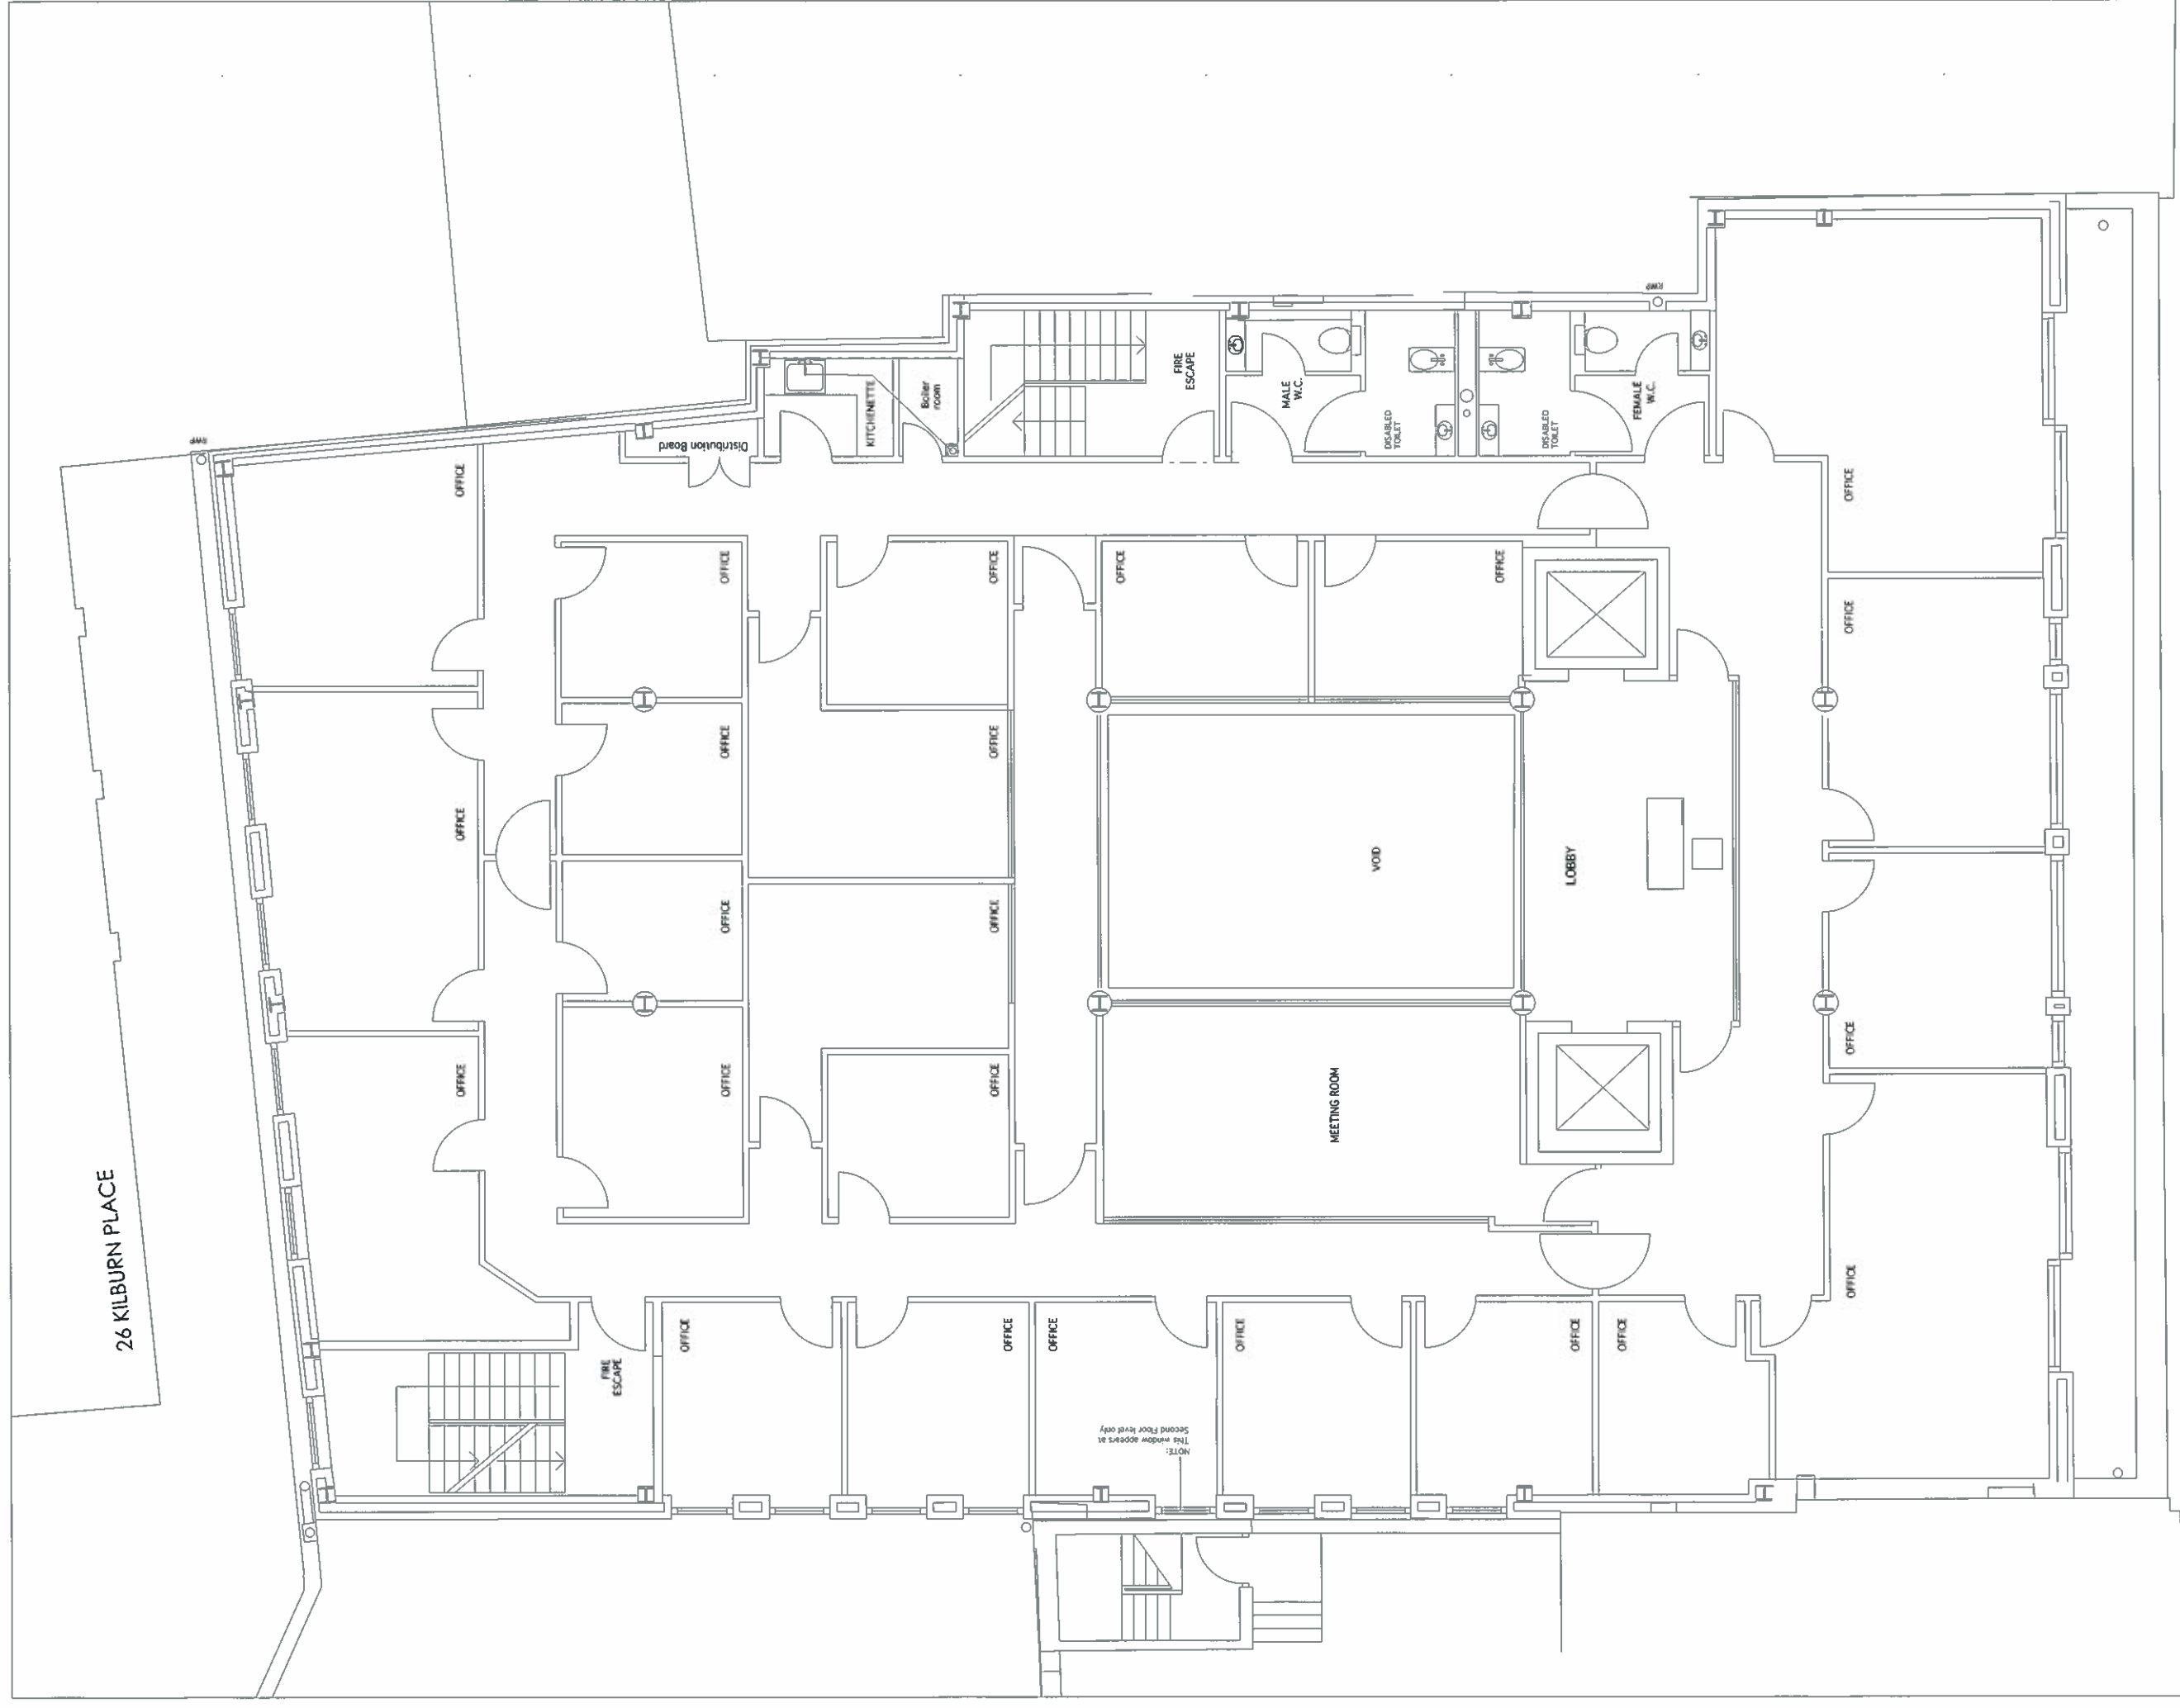 26 KILBURN PLACE
RWP
OFFICE
OFFICE
OFFICE
Distribution Board
KITCHENETTE
Boiler
room
FIRE
ESCAPE
MALE
W.C.
DISABLED
TOILET
DISABLED
TOILET
FEMALE
W.C.
RWP
OFFICE
OFFICE
OFFICE
OFFICE
OFFICE
OFFICE
OFFICE
OFFICE
OFFICE
OFFICE
VOID
LOBBY
MEETING ROOM
OFFICE
OFFICE
OFFICE
OFFICE
FIRE
ESCAPE
OFFICE
OFFICE
OFFICE
OFFICE
OFFICE
OFFICE
NOTE:
This window appears at
Second Floor level only